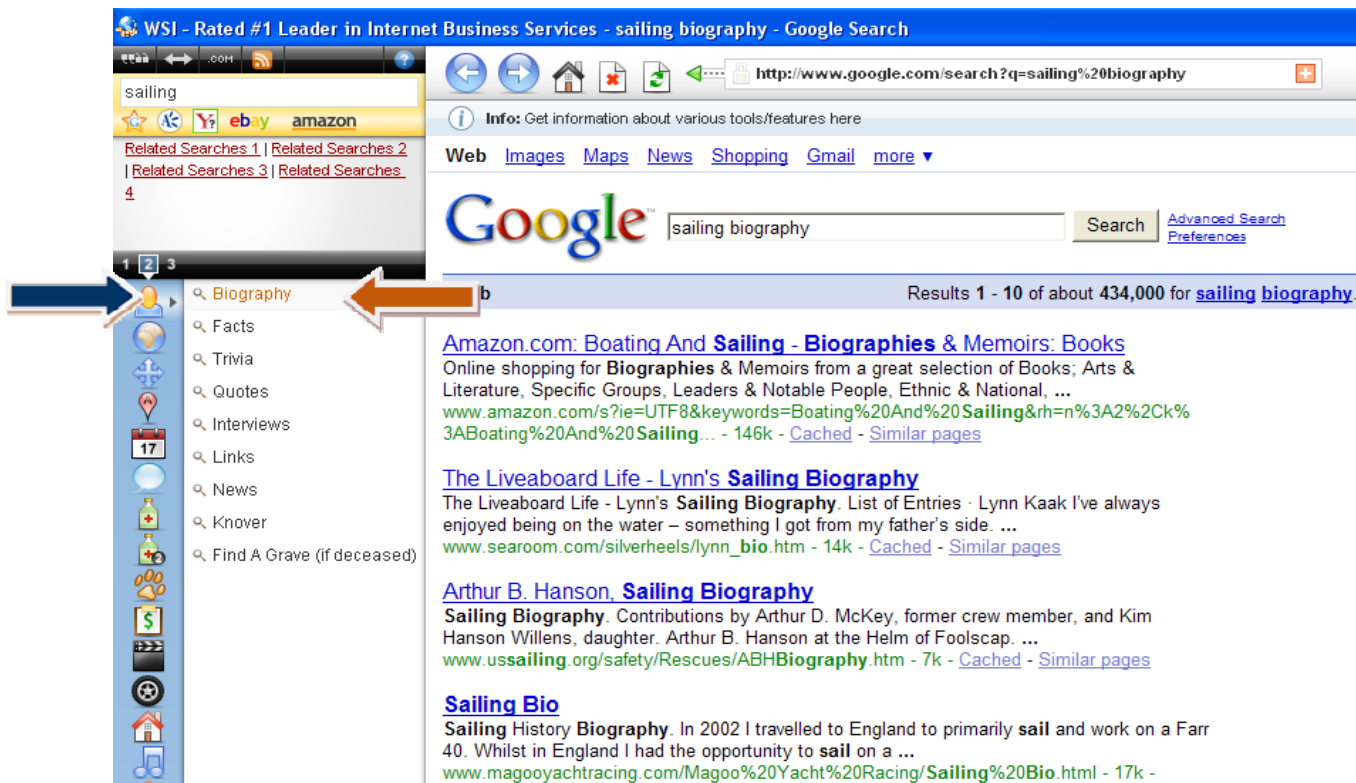 WSI - Rated #1 Leader in Internet Business Services - sailing biography - Google Search
.COM
?
sailing
G
Y?
ebay
amazon
Related Searches 1 | Related Searches 2
| Related Searches 3 | Related Searches
4
1 2 3
Biography
Facts
Trivia
Quotes
Interviews
Links
News
Knover
Find A Grave (if deceased)
A
17
2
$
http://www.google.com/search?q=sailing%20biography
i Info: Get information about various tools/features here
Web Images Maps News Shopping Gmail more ▼
Google™
sailing biography
Search
Advanced Search
Preferences
b
Results 1 - 10 of about 434,000 for sailing biography.
Amazon.com: Boating And Sailing - Biographies & Memoirs: Books
Online shopping for Biographies & Memoirs from a great selection of Books; Arts &
Literature, Specific Groups, Leaders & Notable People, Ethnic & National, ...
www.amazon.com/s?ie=UTF8&keywords=Boating%20And%20Sailing&rh=n%3A2%2Ck%
3ABoating%20And%20Sailing... - 146k - Cached - Similar pages
The Liveaboard Life - Lynn's Sailing Biography
The Liveaboard Life - Lynn's Sailing Biography. List of Entries · Lynn Kaak I've always
enjoyed being on the water – something I got from my father's side. ...
www.searoom.com/silverheels/lynn_bio.htm - 14k - Cached - Similar pages
Arthur B. Hanson, Sailing Biography
Sailing Biography. Contributions by Arthur D. McKey, former crew member, and Kim
Hanson Willens, daughter. Arthur B. Hanson at the Helm of Foolscap. ...
www.ussailing.org/safety/Rescues/ABHBiography.htm - 7k - Cached - Similar pages
Sailing Bio
Sailing History Biography. In 2002 I travelled to England to primarily sail and work on a Farr
40. Whilst in England I had the opportunity to sail on a ...
www.magooyachtracing.com/Magoo%20Yacht%20Racing/Sailing%20Bio.html - 17k -